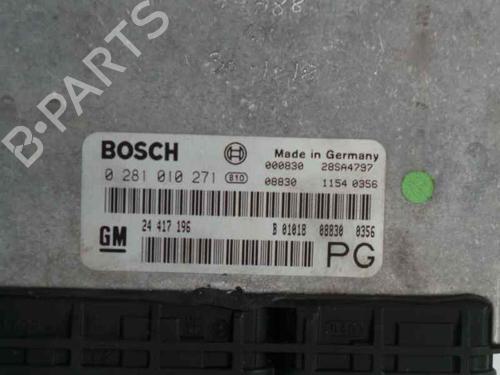 BOSCH
Made in Germany
000830 28SA4797
0 281 010 271 810 08830 1154 0356
24 417 196 B 01018 08830 0356
GM
PG
B-PARTS